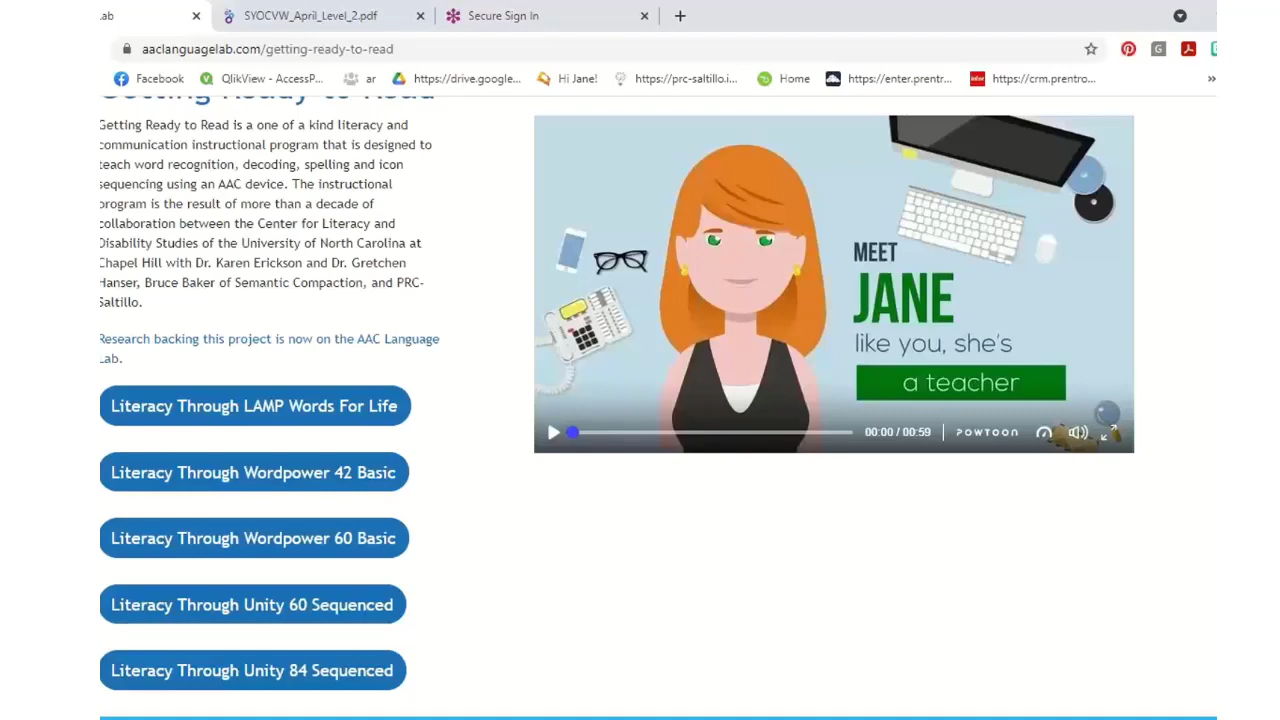 .ab
SYOCVW_April_Level_2.pdf
Secure Sign In
aaclanguagelab.com/getting-ready-to-read
Facebook
QlikView - AccessP...
ar
https://drive.google...
Hi Jane!
https://prc-saltillo.i...
Home
https://enter.prentr...
https://crm.prentro...
Getting Ready to Read
Getting Ready to Read is a one of a kind literacy and
communication instructional program that is designed to
teach word recognition, decoding, spelling and icon
sequencing using an AAC device. The instructional
program is the result of more than a decade of
collaboration between the Center for Literacy and
Disability Studies of the University of North Carolina at
Chapel Hill with Dr. Karen Erickson and Dr. Gretchen
Hanser, Bruce Baker of Semantic Compaction, and PRC-
Saltillo.
Research backing this project is now on the AAC Language
Lab.
Literacy Through LAMP Words For Life
Literacy Through Wordpower 42 Basic
Literacy Through Wordpower 60 Basic
Literacy Through Unity 60 Sequenced
Literacy Through Unity 84 Sequenced
MEET
JANE
like you, she's
a teacher
00:00 / 00:59
POWTOON